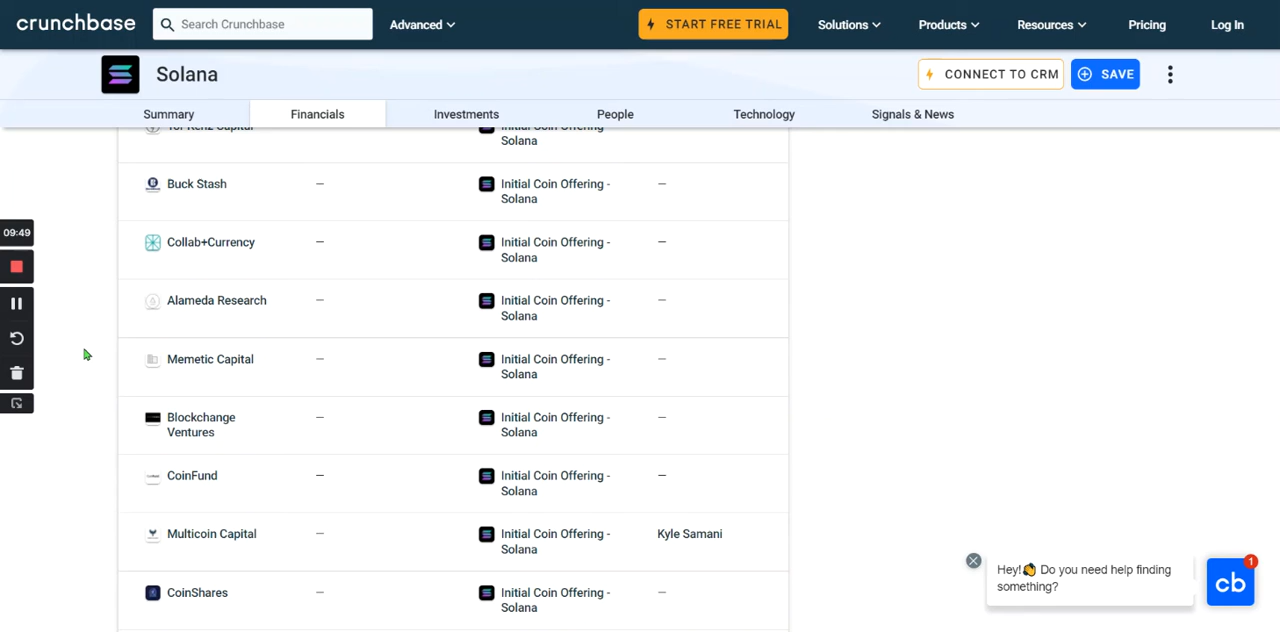 crunchbase
Search Crunchbase
Advanced
START FREE TRIAL
Solutions
Products
Resources
Pricing
Log In
Solana
CONNECT TO CRM
SAVE
Summary
Financials
Investments
People
Technology
Signals & News
Initial Coin Offering
Solana
Buck Stash
—
Initial Coin Offering -
Solana
—
Collab+Currency
—
Initial Coin Offering -
Solana
—
Alameda Research
—
Initial Coin Offering -
Solana
—
Memetic Capital
—
Initial Coin Offering -
Solana
—
Blockchange
Ventures
—
Initial Coin Offering -
Solana
—
CoinFund
—
Initial Coin Offering -
Solana
—
Multicoin Capital
—
Initial Coin Offering -
Solana
Kyle Samani
CoinShares
—
Initial Coin Offering -
Solana
—
09:49
Hey!👋 Do you need help finding
something?
cb
1